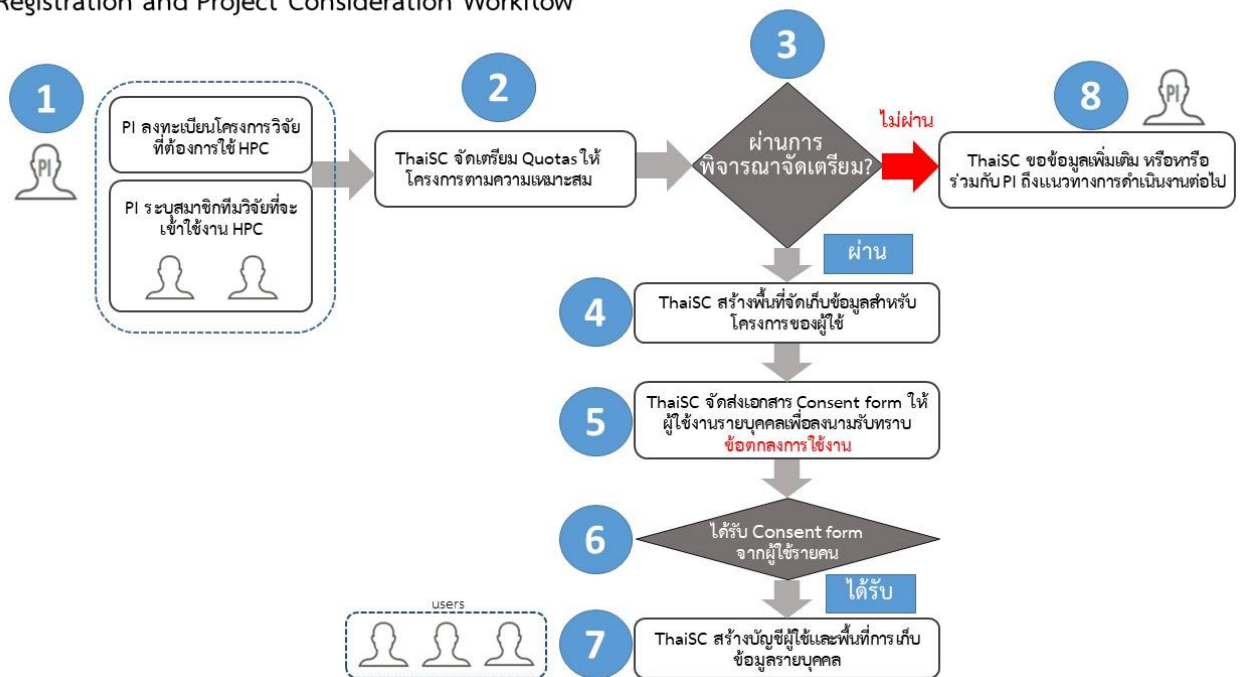 Registration and Project Consideration Workflow
1
PI
PI ลงทะเบียนโครงการวิจัย
ที่ต้องการใช้ HPC
PI ระบุสมาชิกทีมวิจัยที่จะ
เข้าใช้งาน HPC
2
ThaiSC จัดเตรียม Quotas ให้
โครงการตามความเหมาะสม
3
ผ่านการ
พิจารณาจัดเตรียม?
ไม่ผ่าน
8
PI
ThaiSC ขอข้อมูลเพิ่มเติม หรือหารือ
ร่วมกับ PI ถึงแนวทางการดำเนินงานต่อไป
ผ่าน
4
ThaiSC สร้างพื้นที่จัดเก็บข้อมูลสำหรับ
โครงการของผู้ใช้
5
ThaiSC จัดส่งเอกสาร Consent form ให้
ผู้ใช้งานรายบุคคลเพื่อลงนามรับทราบ
ข้อตกลงการใช้งาน
6
ได้รับ Consent form
จากผู้ใช้รายคน
ได้รับ
users
7
ThaiSC สร้างบัญชีผู้ใช้และพื้นที่การเก็บ
ข้อมูลรายบุคคล